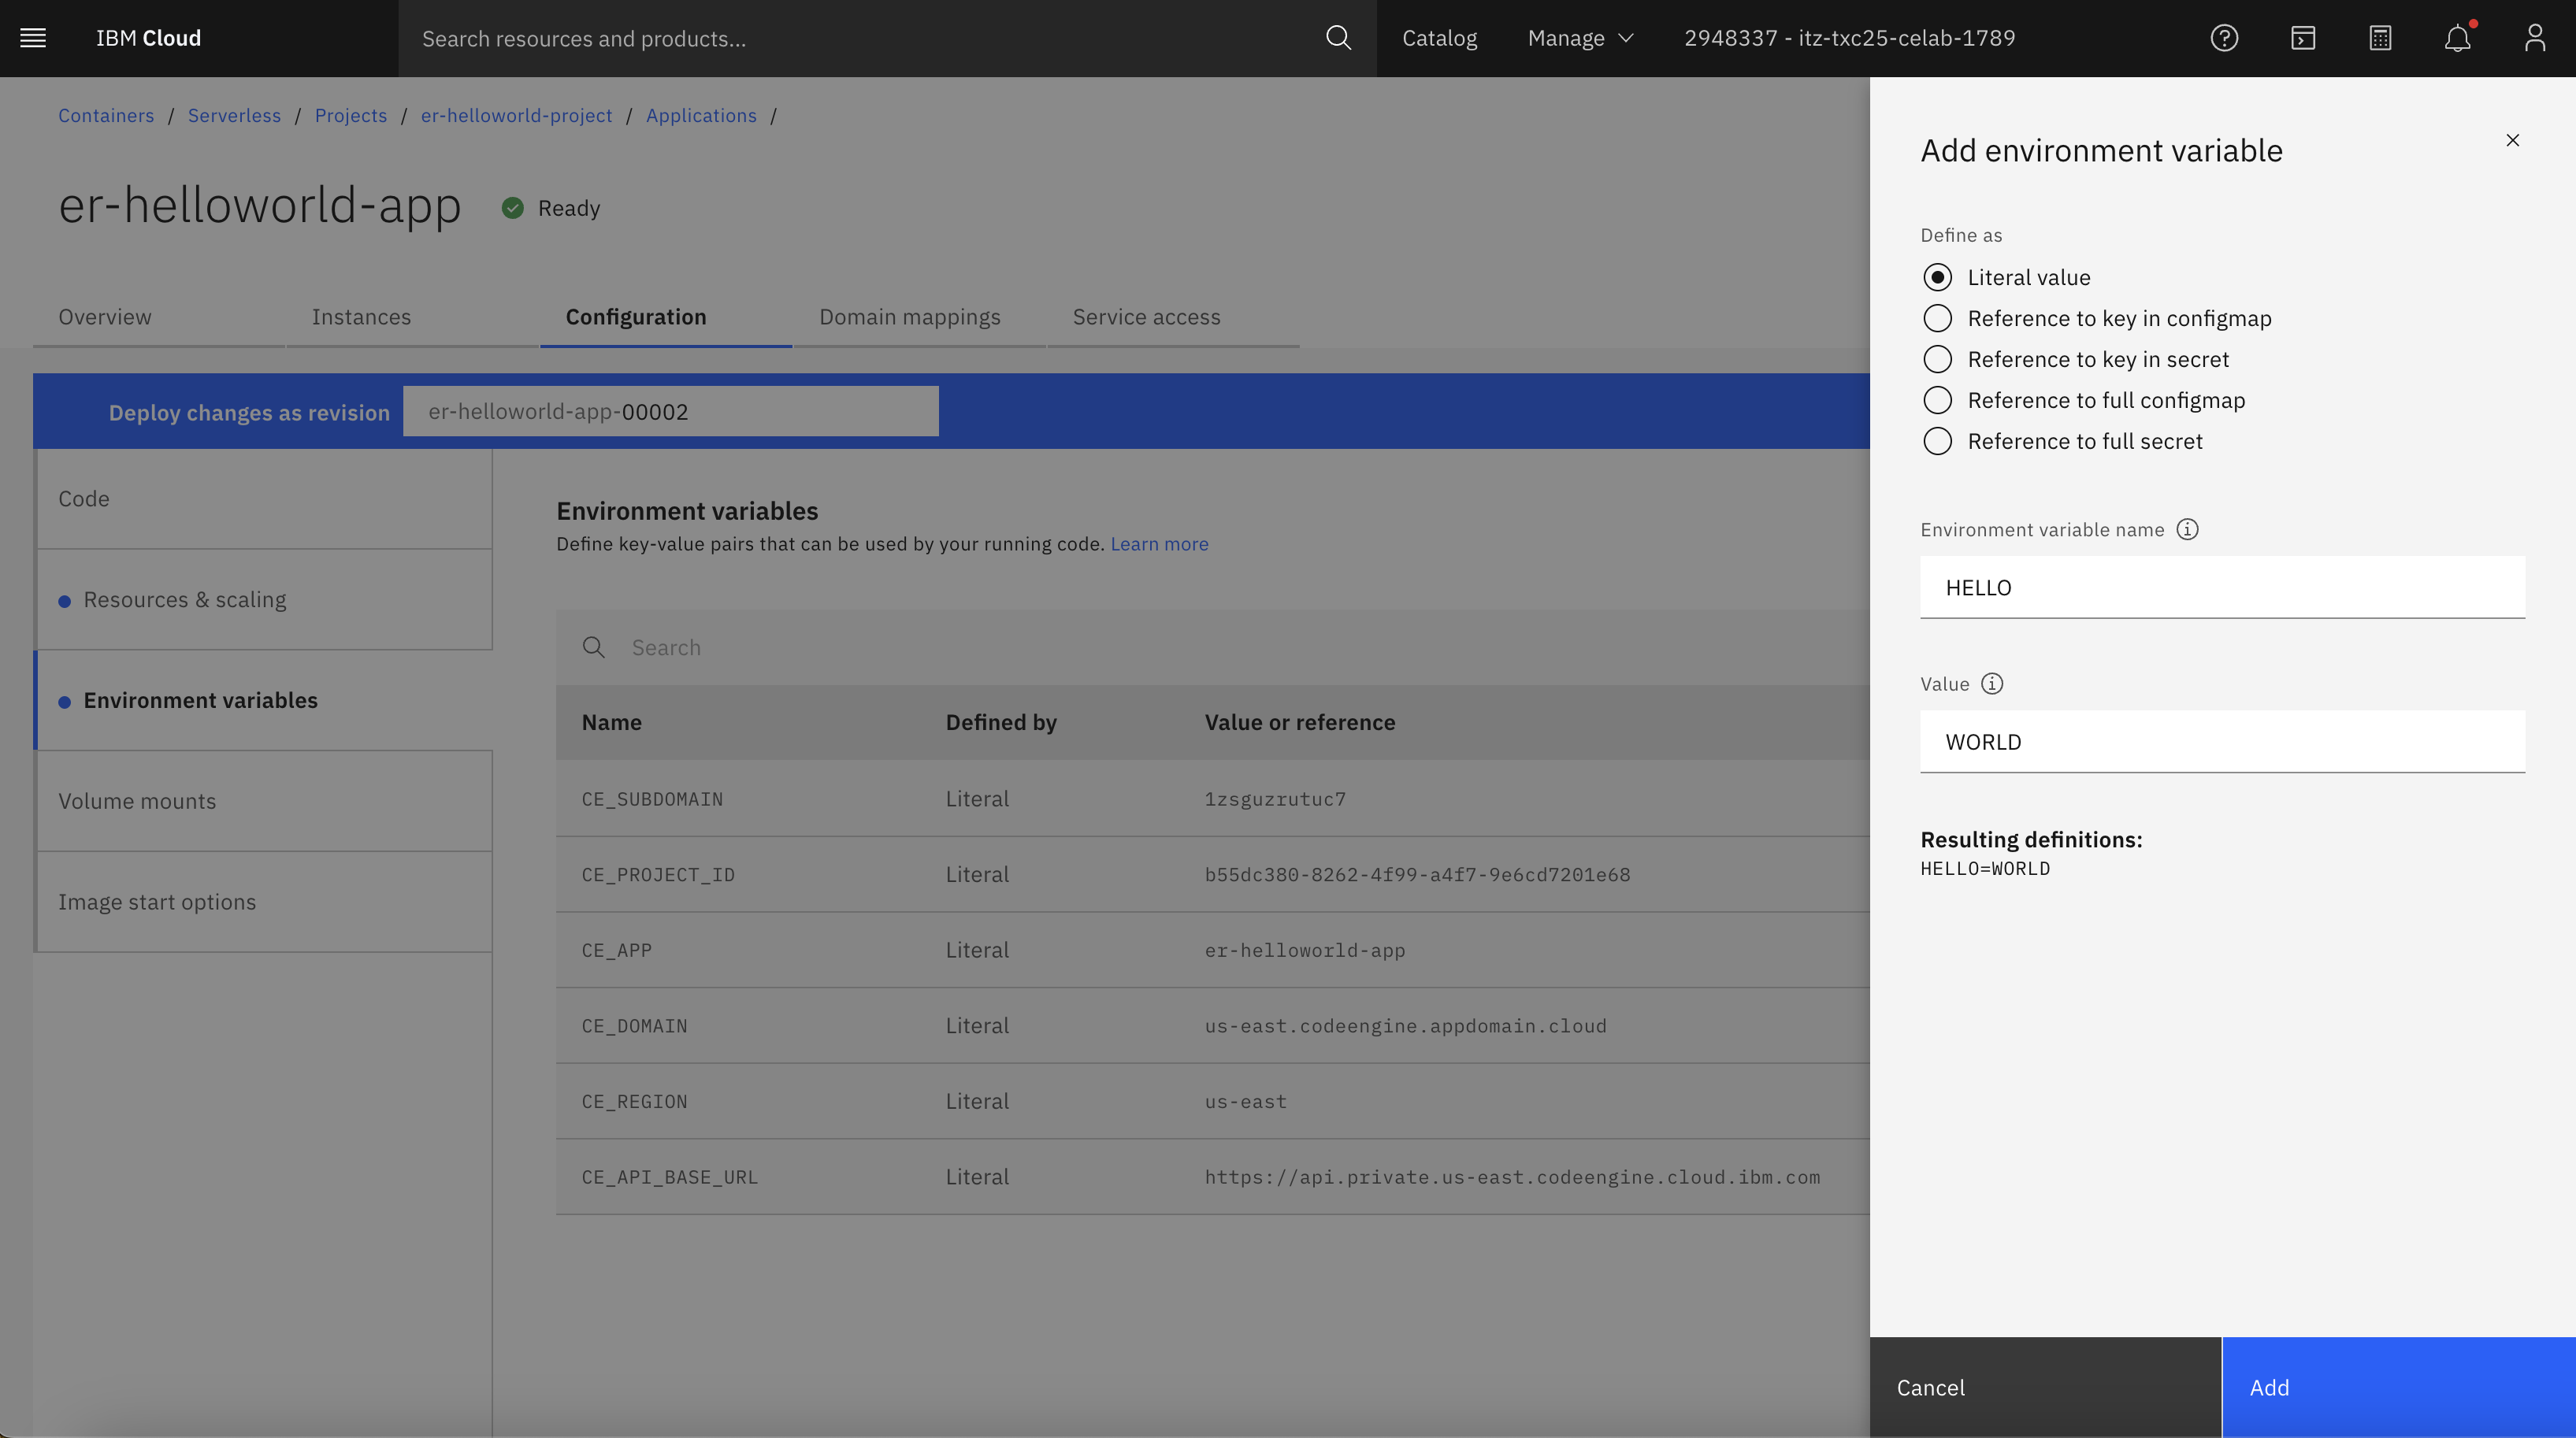 IBM Cloud
Search resources and products...
Catalog
Manage
2948337 - itz-txc25-celab-1789
Containers / Serverless / Projects / er-helloworld-project / Applications /
er-helloworld-app
Ready
Overview
Instances
Configuration
Domain mappings
Service access
Deploy changes as revision
er-helloworld-app-00002
Code
Resources & scaling
Environment variables
Volume mounts
Image start options
Environment variables
Define key-value pairs that can be used by your running code. Learn more
Search
Name Defined by Value or reference
CE_SUBDOMAIN Literal 1zsguzrutuc7
CE_PROJECT_ID Literal b55dc380-8262-4f99-a4f7-9e6cd7201e68
CE_APP Literal er-helloworld-app
CE_DOMAIN Literal us-east.codeengine.appdomain.cloud
CE_REGION Literal us-east
CE_API_BASE_URL Literal https://api.private.us-east.codeengine.cloud.ibm.com
Add environment variable
Define as
Literal value
Reference to key in configmap
Reference to key in secret
Reference to full configmap
Reference to full secret
Environment variable name
HELLO
Value
WORLD
Resulting definitions:
HELLO=WORLD
Cancel
Add